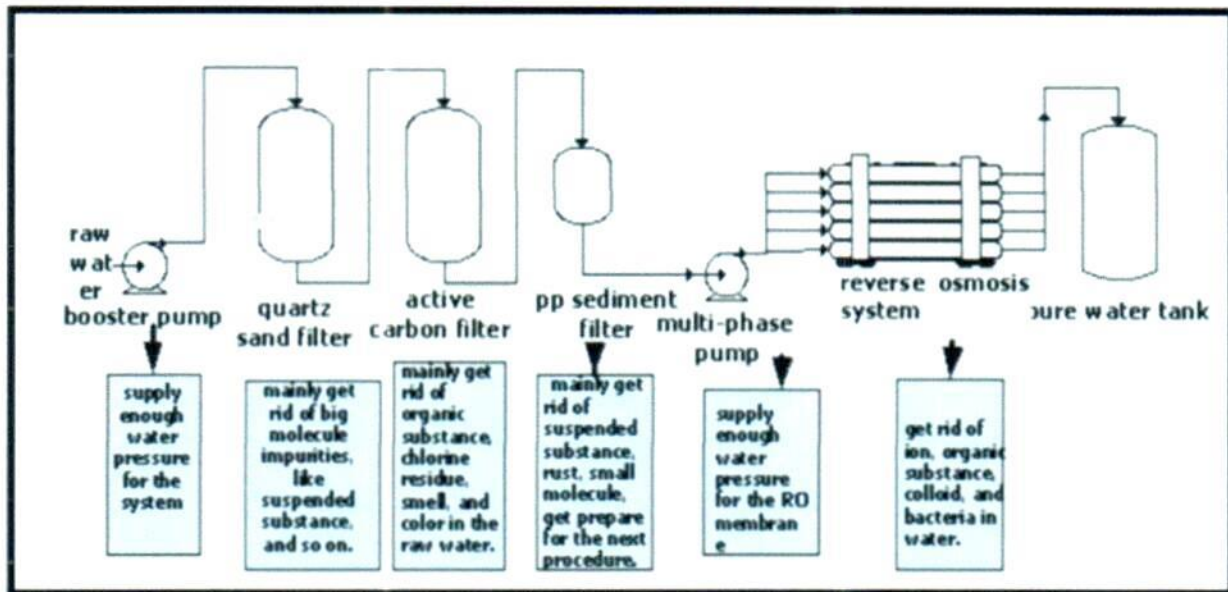 raw
wat
er
booster pump
quartz
sand filter
active
carbon filter
pp sediment
filter
multi-phase
pump
reverse osmosis
system
pure water tank
supply
enough
water
pressure
for the
system
mainly get
rid of big
molecule
impurities,
like
suspended
substance,
and so on.
mainly get
rid of
organic
substance,
chlorine
residue,
smell, and
color in the
raw water.
mainly get
rid of
suspended
substance,
rust, small
molecule,
get prepare
for the next
procedure.
supply
enough
water
pressure
for the RO
membran
e
get rid of
ion, organic
substance,
colloid, and
bacteria in
water.